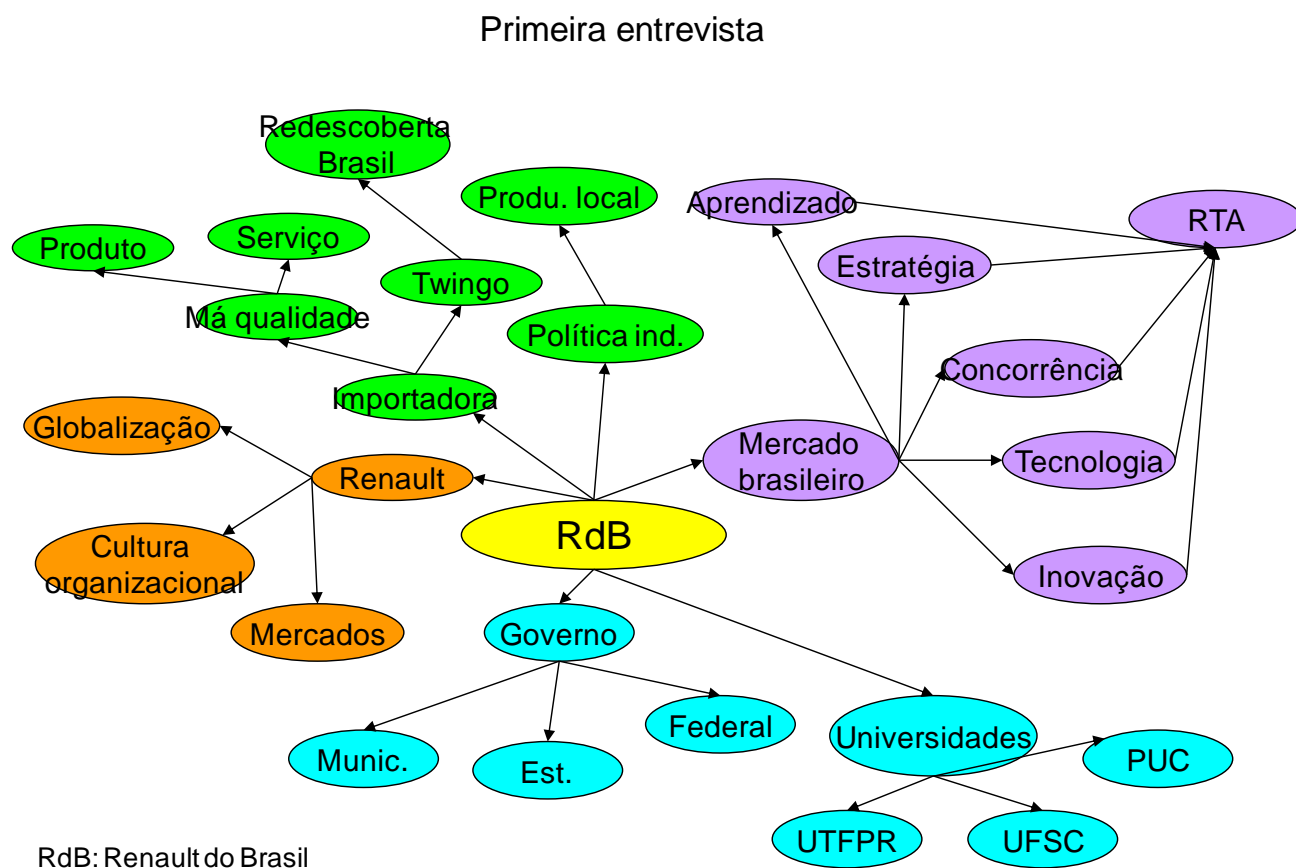 Primeira entrevista
Redescoberta
Brasil
Produ. local
Aprendizado
RTA
Produto
Serviço
Estratégia
Twingo
Má qualidade
Política ind.
Concorrência
Importadora
Globalização
Mercado
brasileiro
Tecnologia
Renault
RdB
Cultura
organizacional
Inovação
Mercados
Governo
Federal
Universidades
Munic.
Est.
PUC
UTFPR
UFSC
RdB: Renault do Brasil